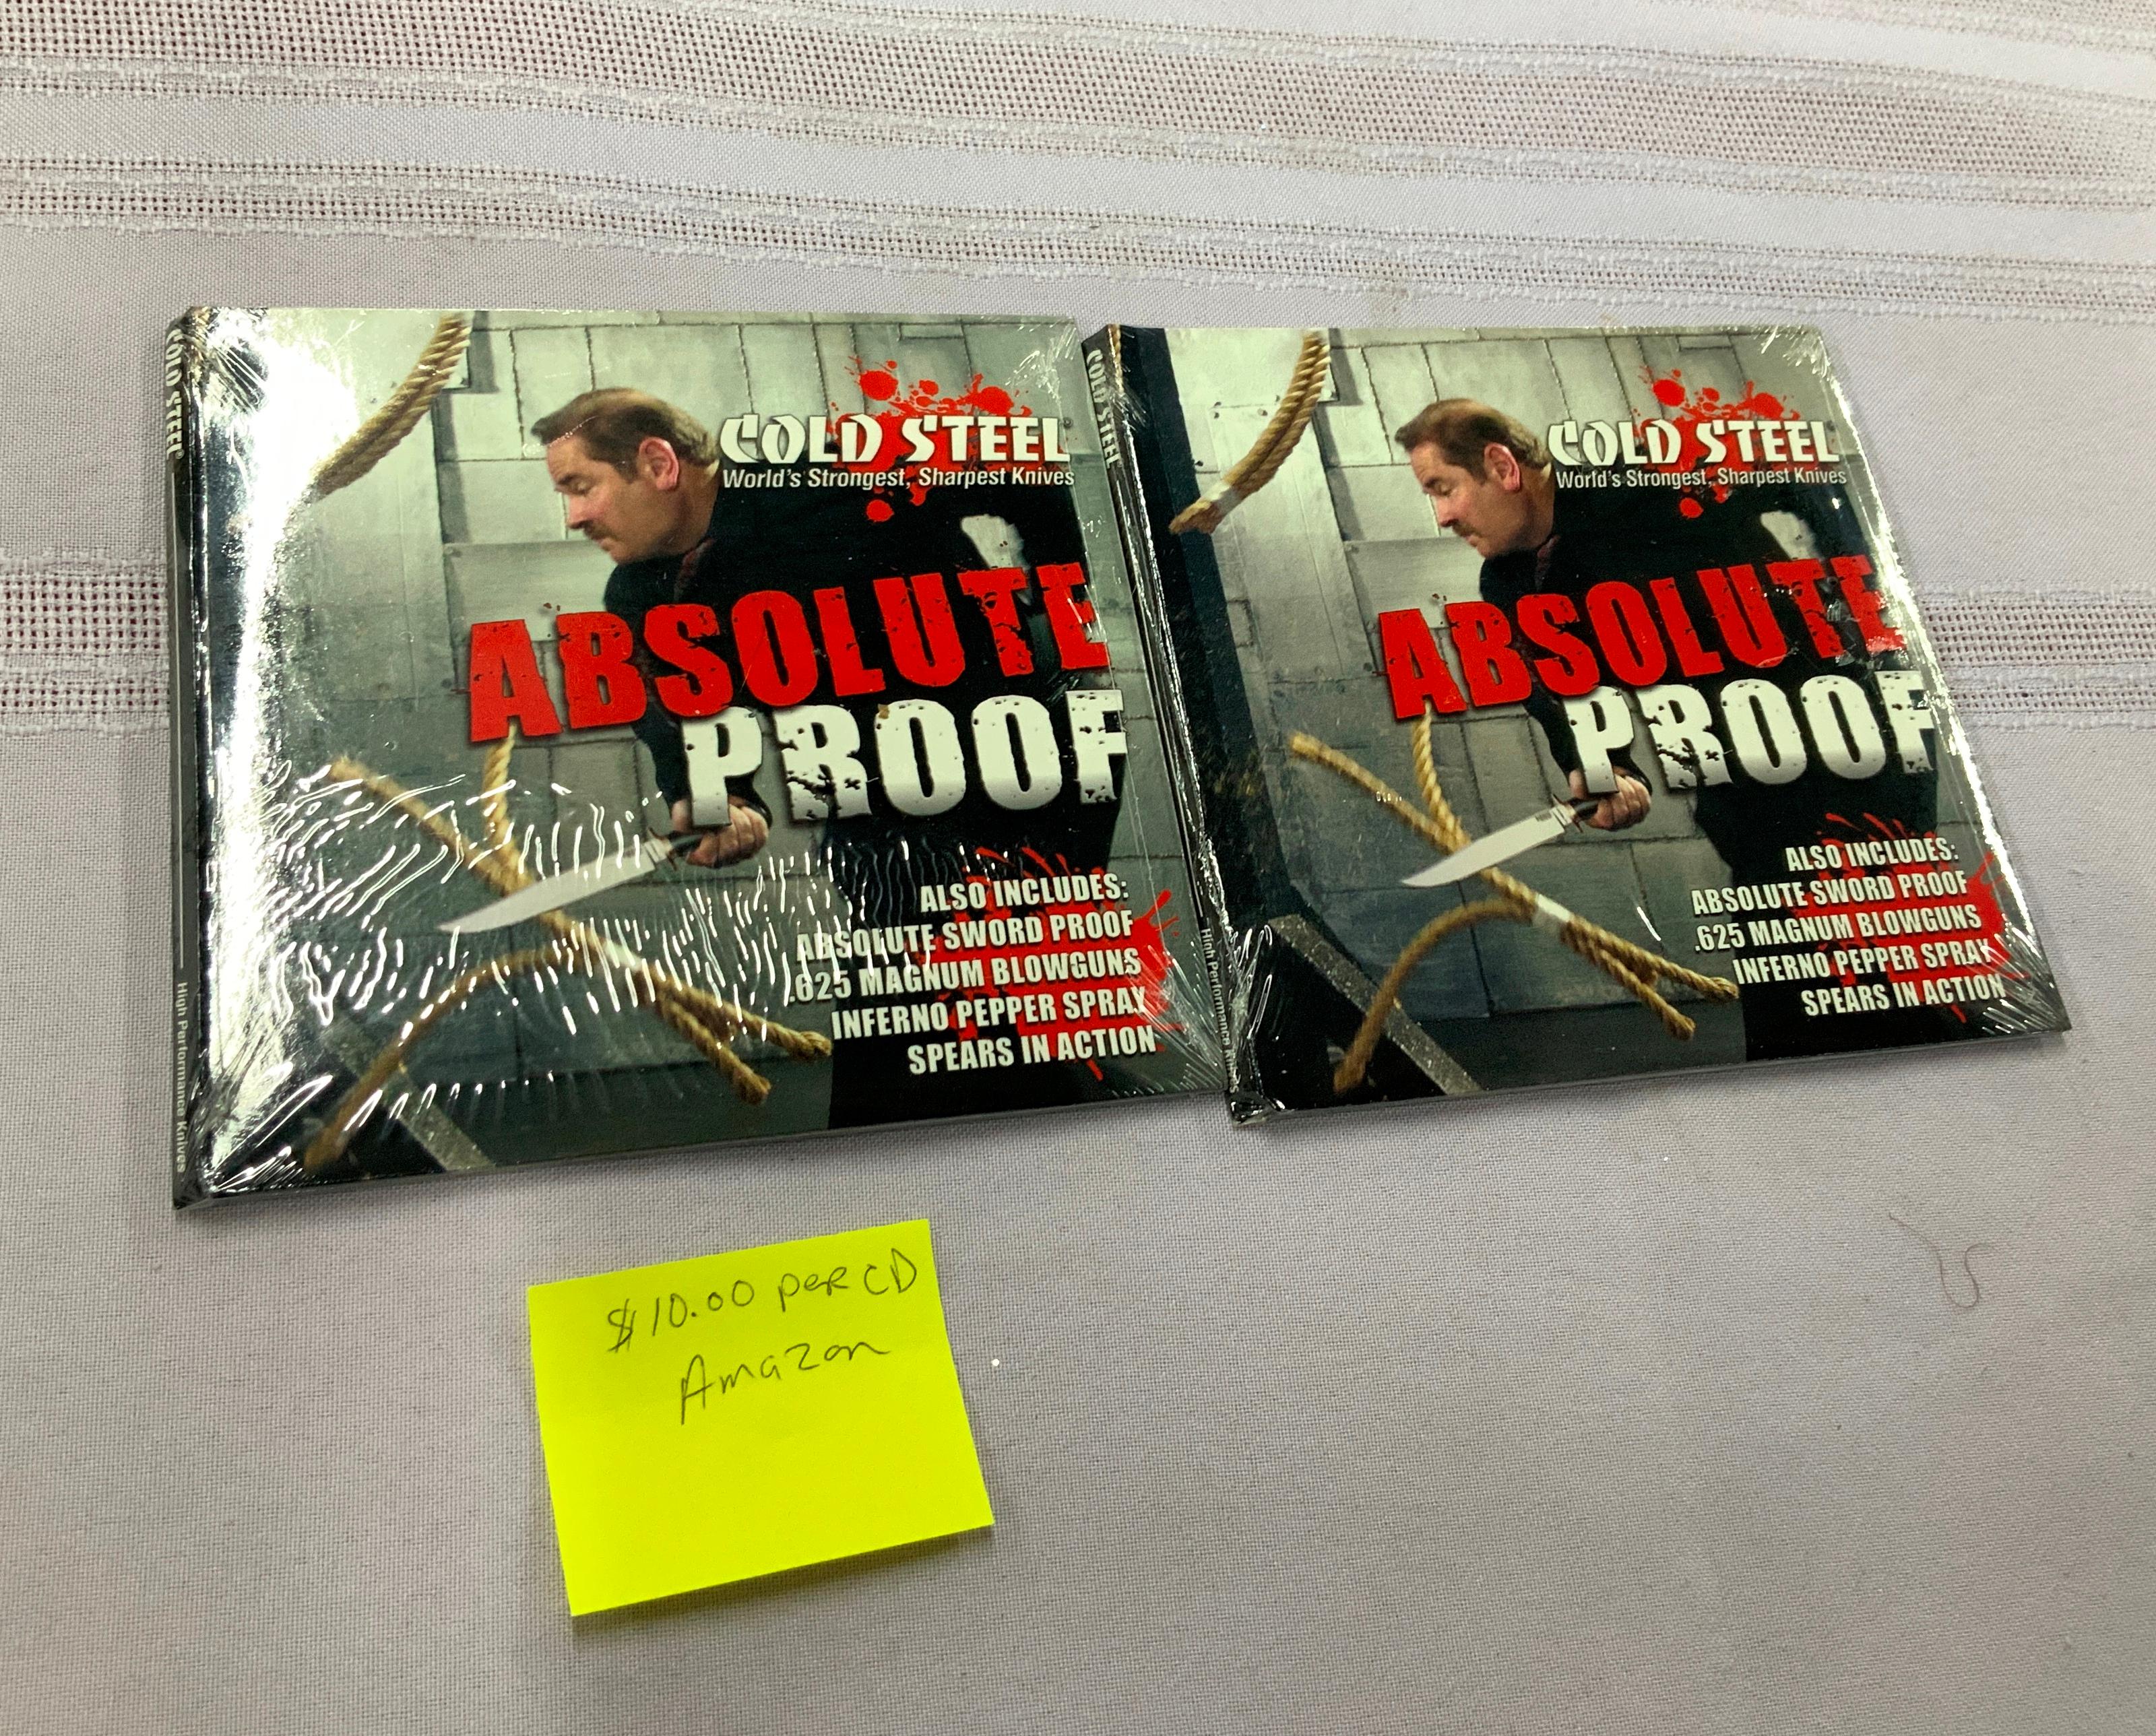 COLD STEEL
High Performance Knives
COLD STEEL
World's Strongest, Sharpest Knives
ABSOLUTE
PROOF
ALSO INCLUDES:
ABSOLUTE SWORD PROOF
.625 MAGNUM BLOWGUNS
INFERNO PEPPER SPRAY
SPEARS IN ACTION
COLD STEEL
High Performance Knives
COLD STEEL
World's Strongest, Sharpest Knives
ABSOLUTE
PROOF
ALSO INCLUDES:
ABSOLUTE SWORD PROOF
.625 MAGNUM BLOWGUNS
INFERNO PEPPER SPRAY
SPEARS IN ACTION
$10.00 per CD
Amazon